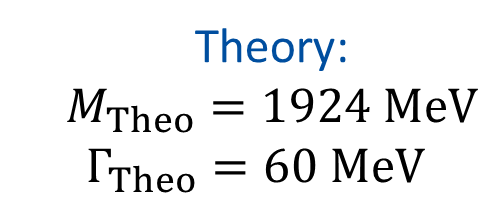 Theory:
M_Theo = 1924 MeV
Γ_Theo = 60 MeV